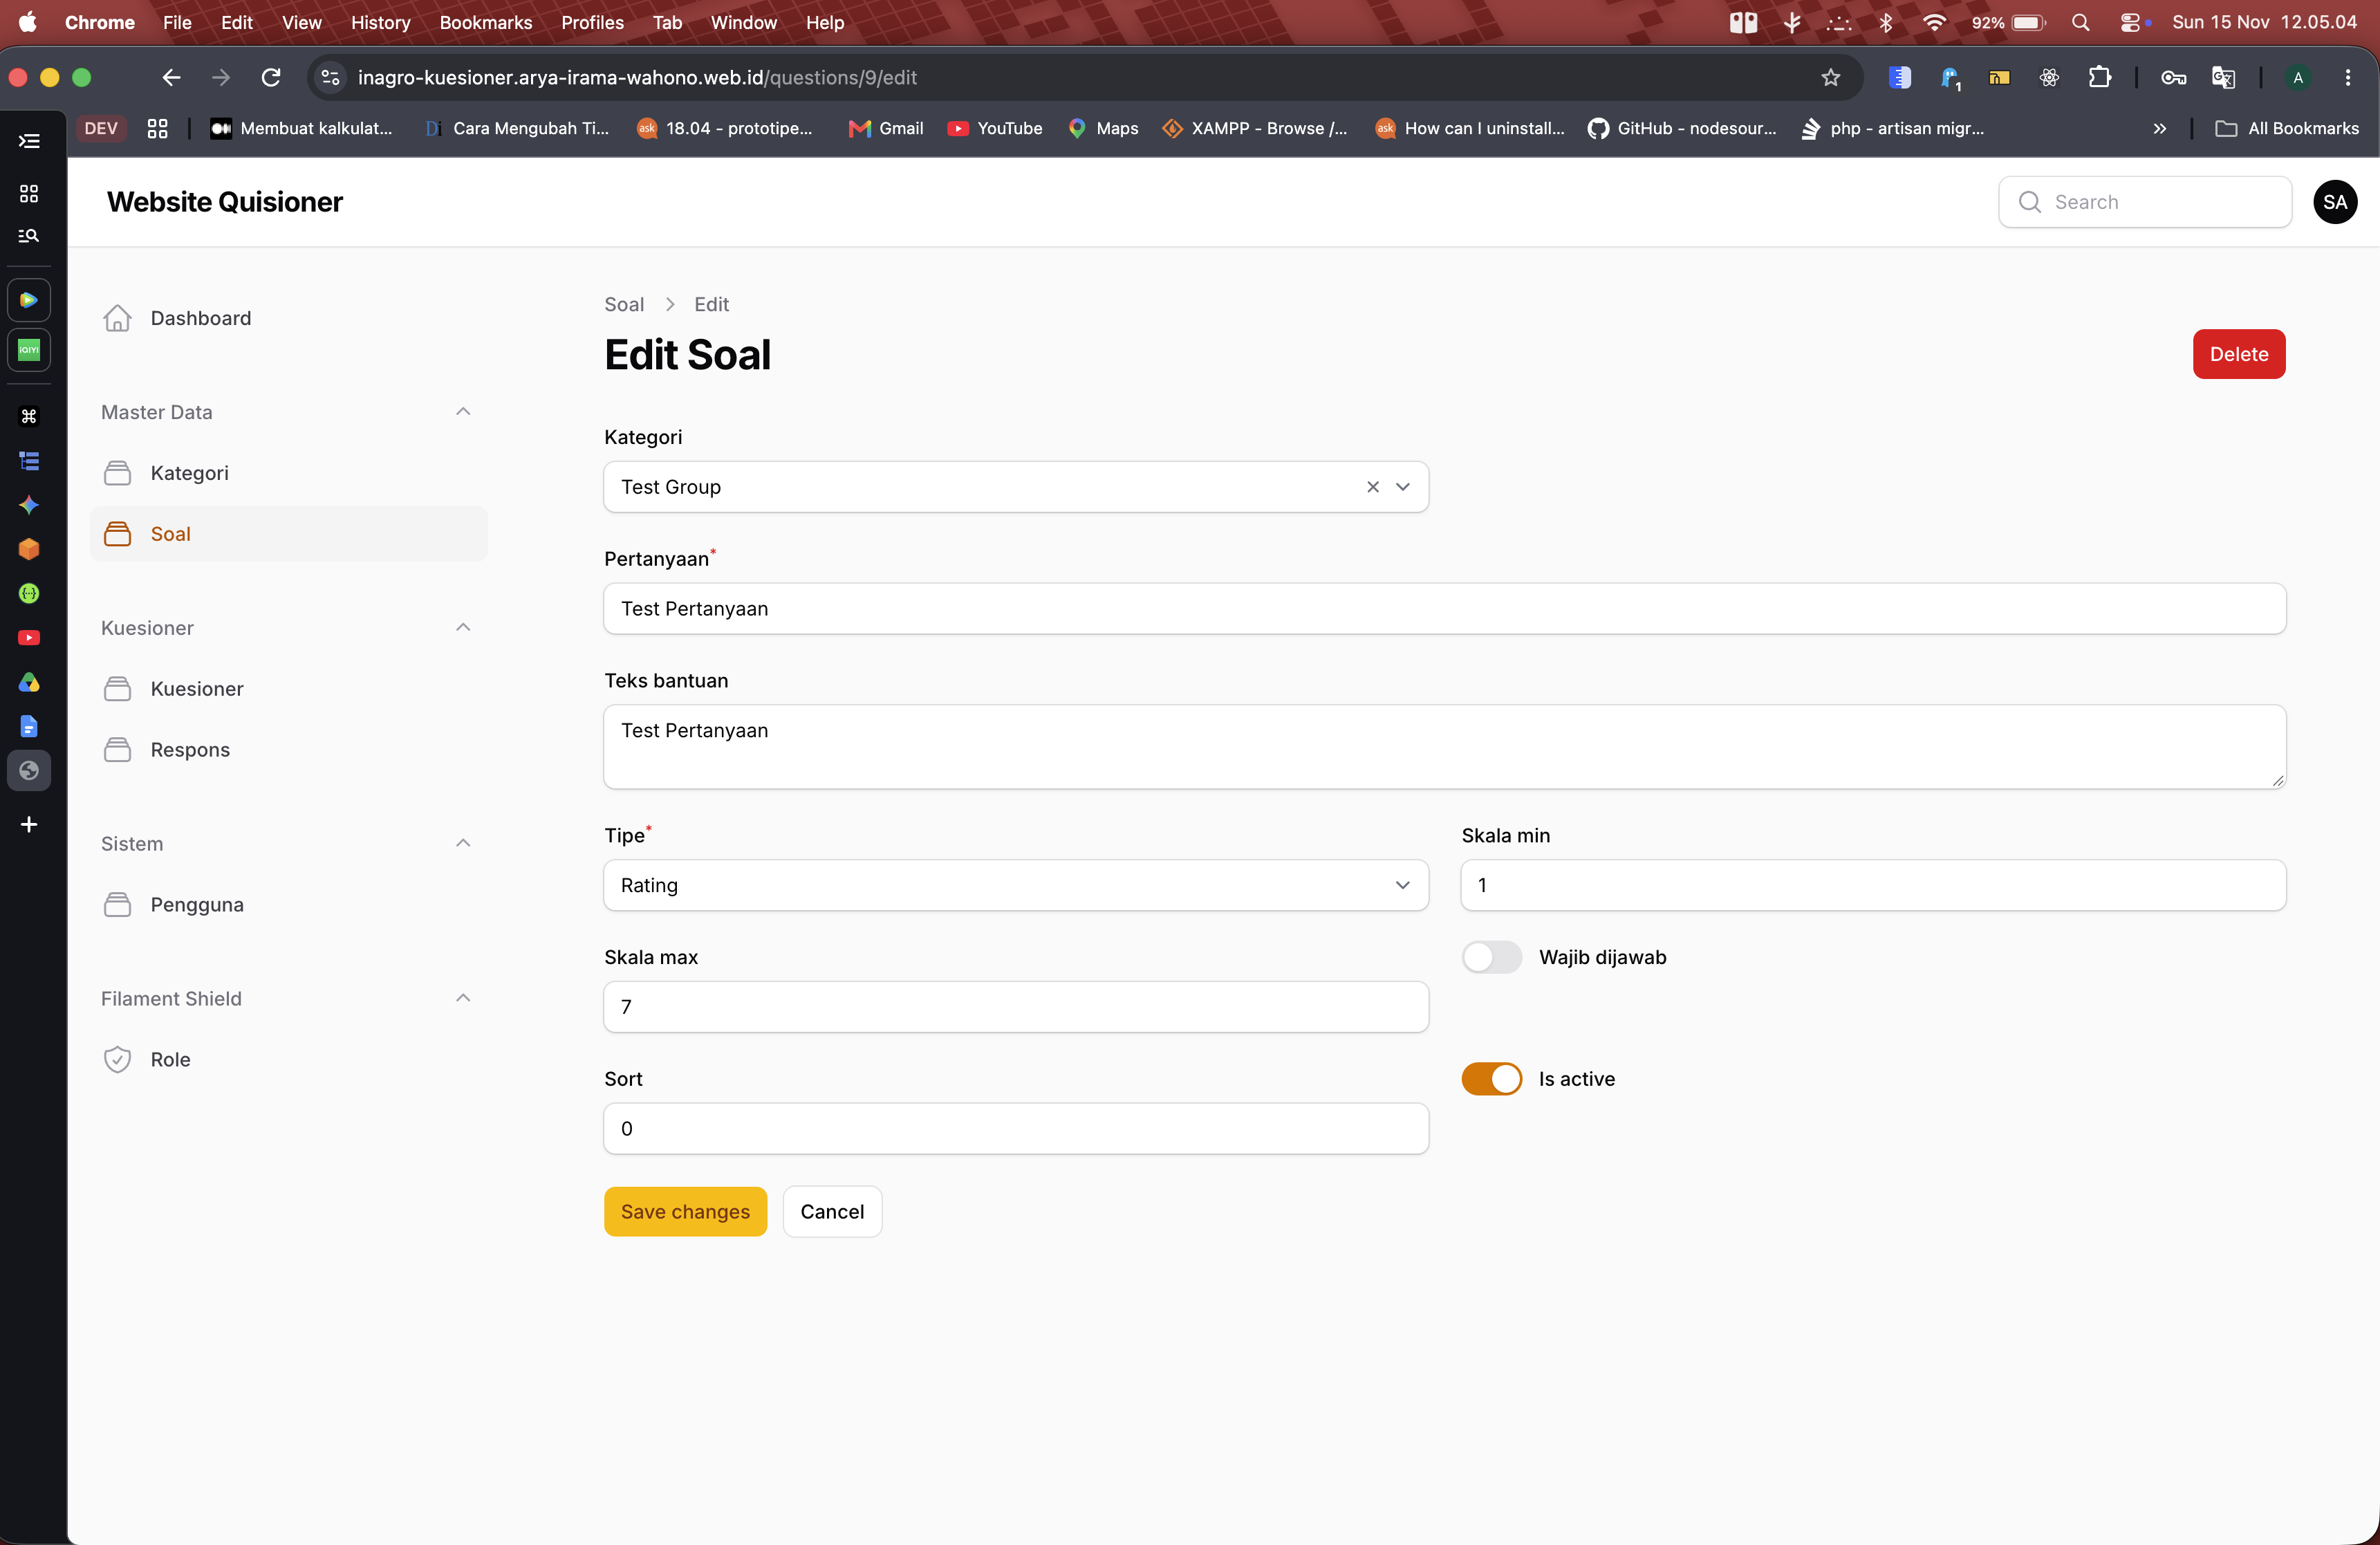 Chrome File Edit View History Bookmarks Profiles Tab Window Help 92% Sun 15 Nov 12.05.04
inagro-kuesioner.arya-irama-wahono.web.id/questions/9/edit 1 A
DEV Membuat kalkulat... Di Cara Mengubah Ti... ask 18.04 - prototipe... Gmail YouTube Maps XAMPP - Browse /... ask How can I uninstall... GitHub - nodesour... php - artisan migr... All Bookmarks
Website Quisioner
Search
SA
iQIYI
Dashboard
Master Data
Kategori
Soal
Kuesioner
Kuesioner
Respons
Sistem
Pengguna
Filament Shield
Role
Soal > Edit
Edit Soal
Delete
Kategori
Test Group
Pertanyaan*
Test Pertanyaan
Teks bantuan
Test Pertanyaan
Tipe*
Rating
Skala min
1
Skala max
7
Wajib dijawab
Sort
0
Is active
Save changes
Cancel